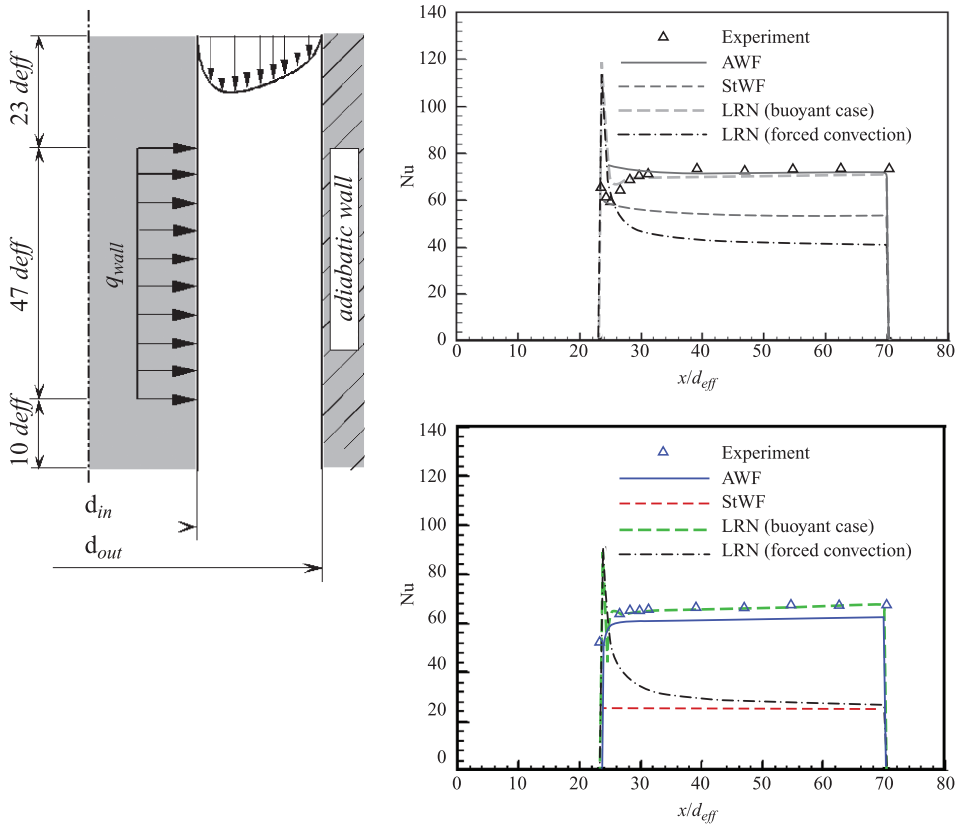 23 deff
47 deff
10 deff
q_wall
adiabatic wall
d_in
d_out
140
120
100
80
60
40
20
0
Nu
Experiment
AWF
StWF
LRN (buoyant case)
LRN (forced convection)
0 10 20 30 40 50 60 70 80
x/d_eff
140
120
100
80
60
40
20
0
Nu
Experiment
AWF
StWF
LRN (buoyant case)
LRN (forced convection)
0 10 20 30 40 50 60 70 80
x/d_eff